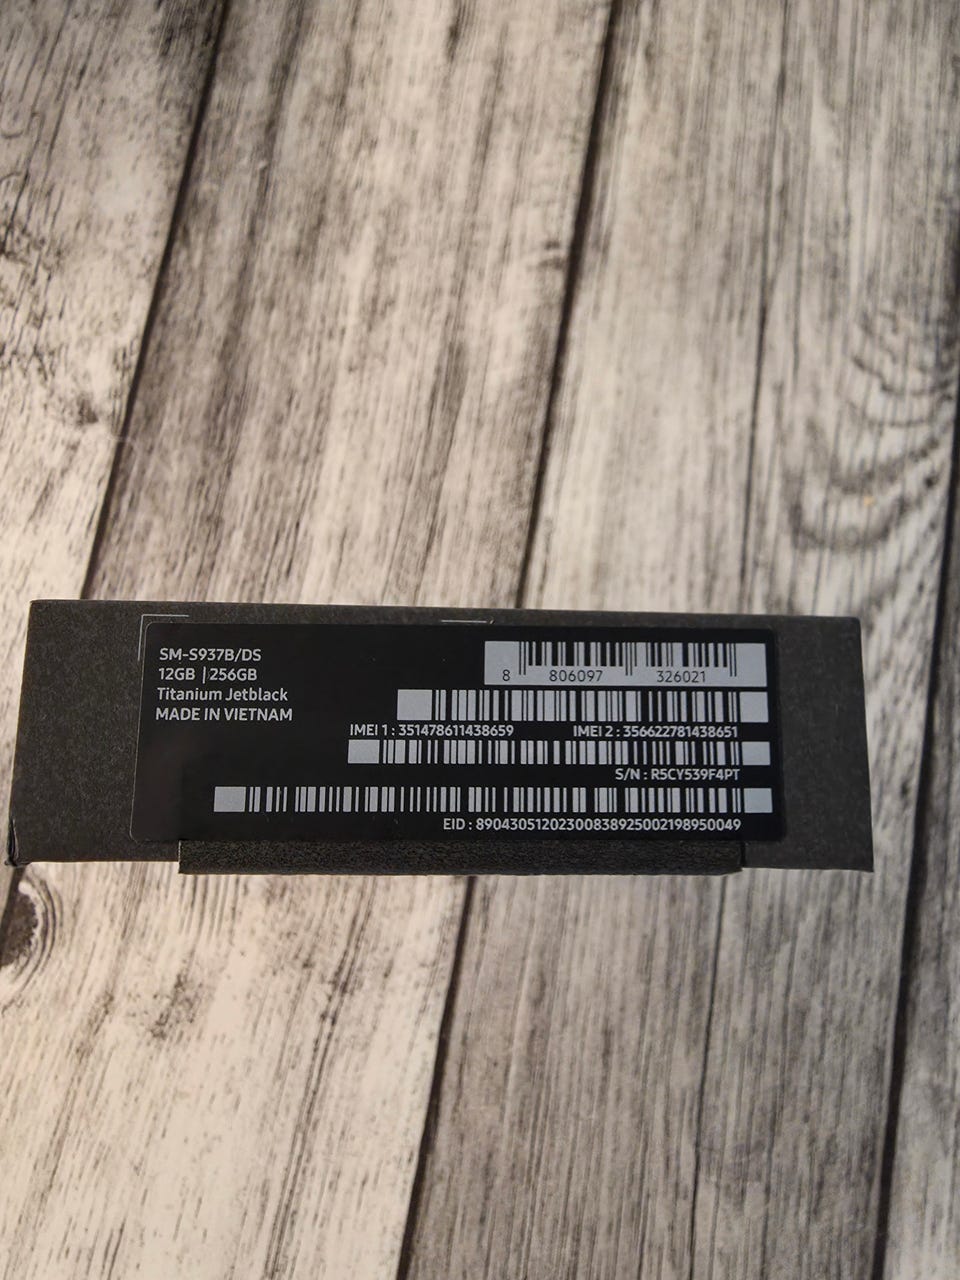 SM-S937B/DS
12GB | 256GB
Titanium Jetblack
MADE IN VIETNAM
8 806097 326021
IMEI 1 : 351478611438659 IMEI 2 : 356622781438651
S/N : R5CY539F4PT
EID : 89043051202300838925002198950049